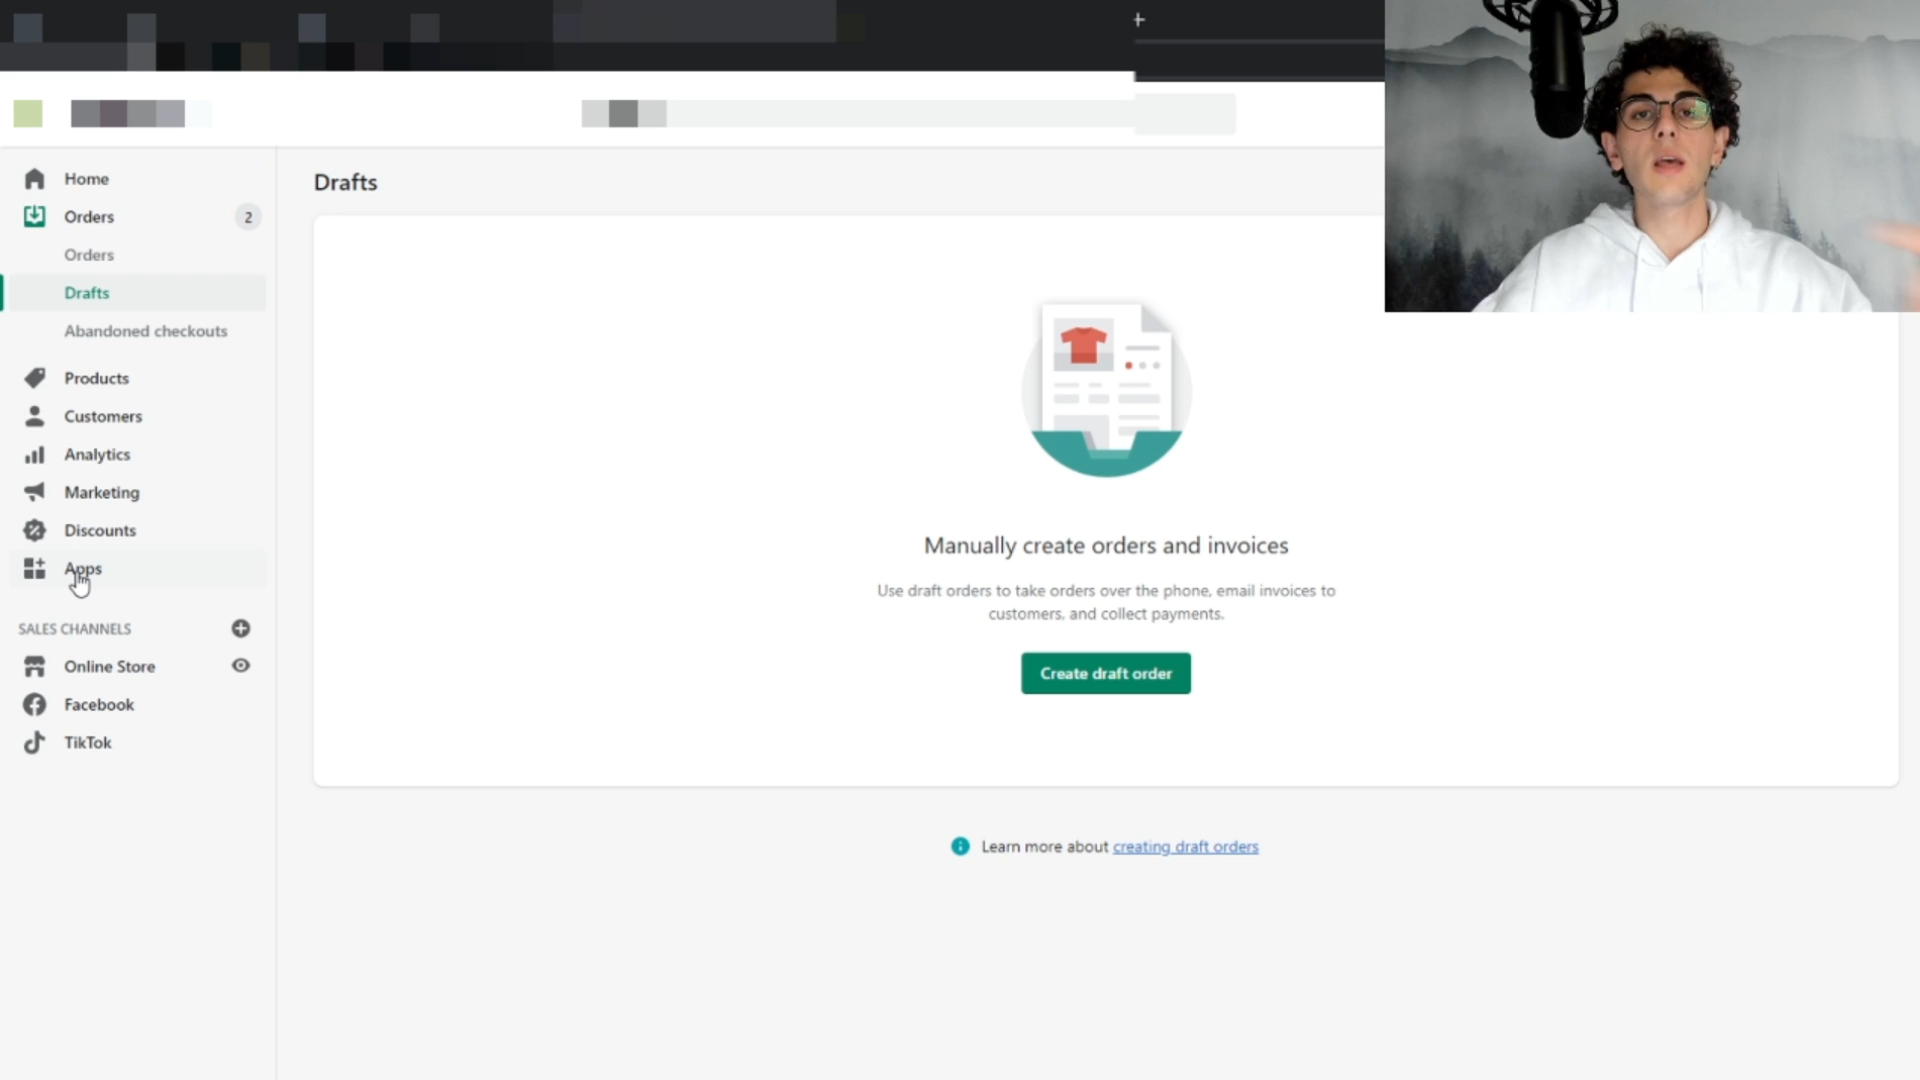 Home
Orders 2
Orders
Drafts
Abandoned checkouts
Products
Customers
Analytics
Marketing
Discounts
Apps
SALES CHANNELS
Online Store
Facebook
TikTok
Drafts
Manually create orders and invoices
Use draft orders to take orders over the phone, email invoices to
customers, and collect payments.
Create draft order
Learn more about creating draft orders